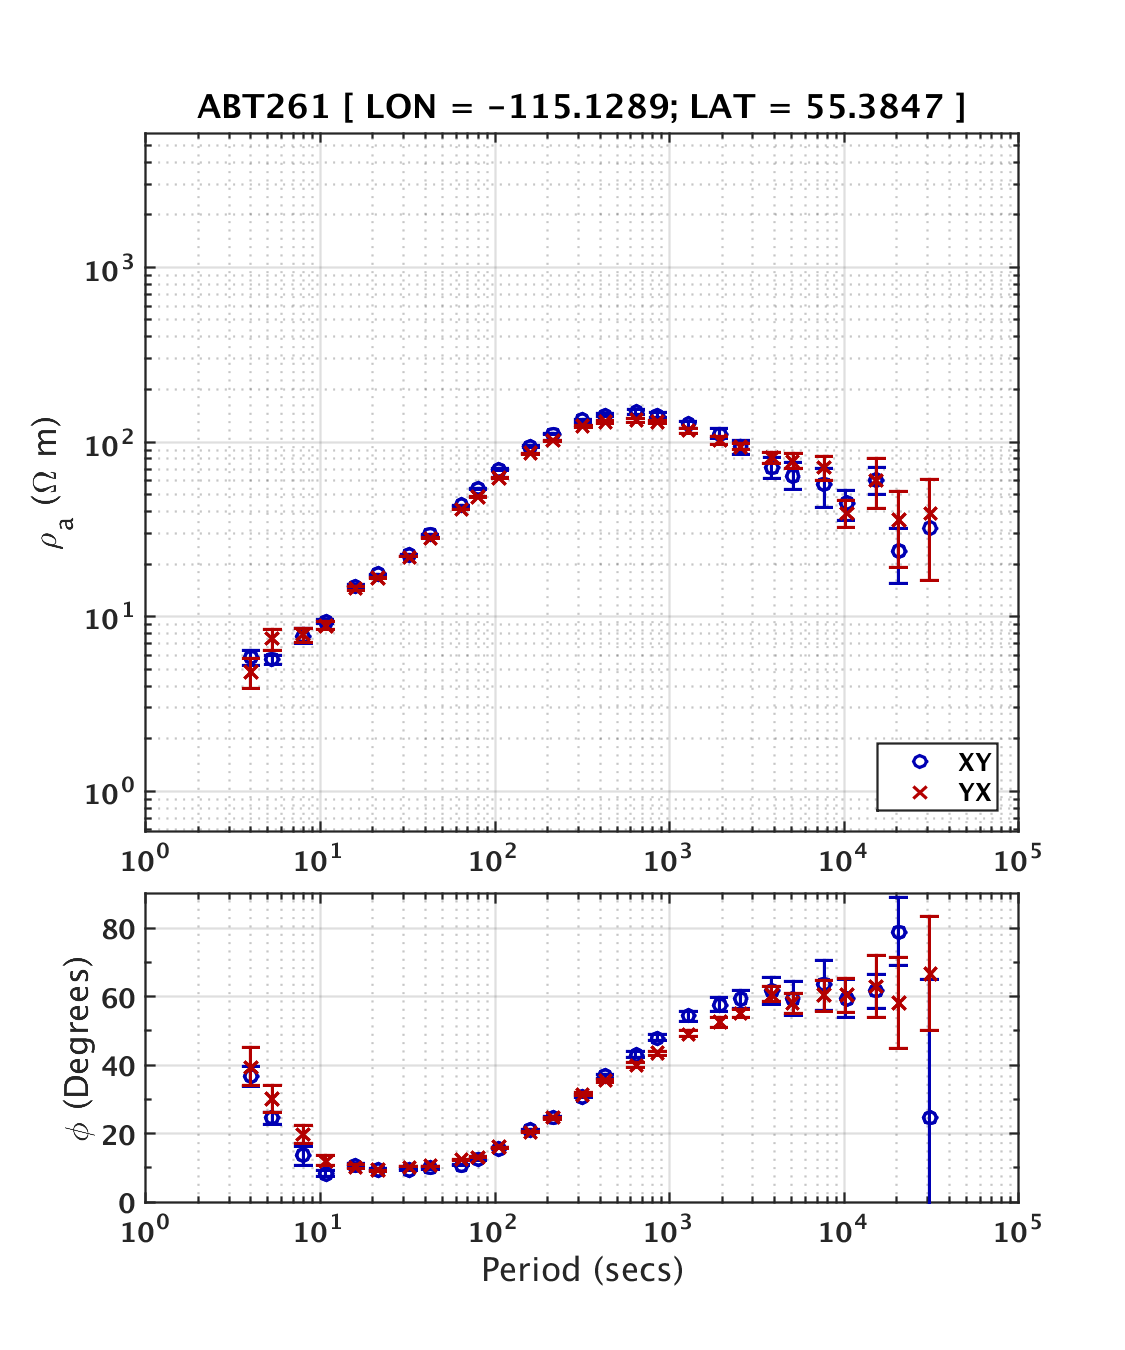 ABT261 [ LON = -115.1289; LAT = 55.3847 ]
10³
10²
10¹
10⁰
ρₐ (Ω m)
XY
YX
10⁰ 10¹ 10² 10³ 10⁴ 10⁵
80
60
40
20
0
ϕ (Degrees)
10⁰ 10¹ 10² 10³ 10⁴ 10⁵
Period (secs)